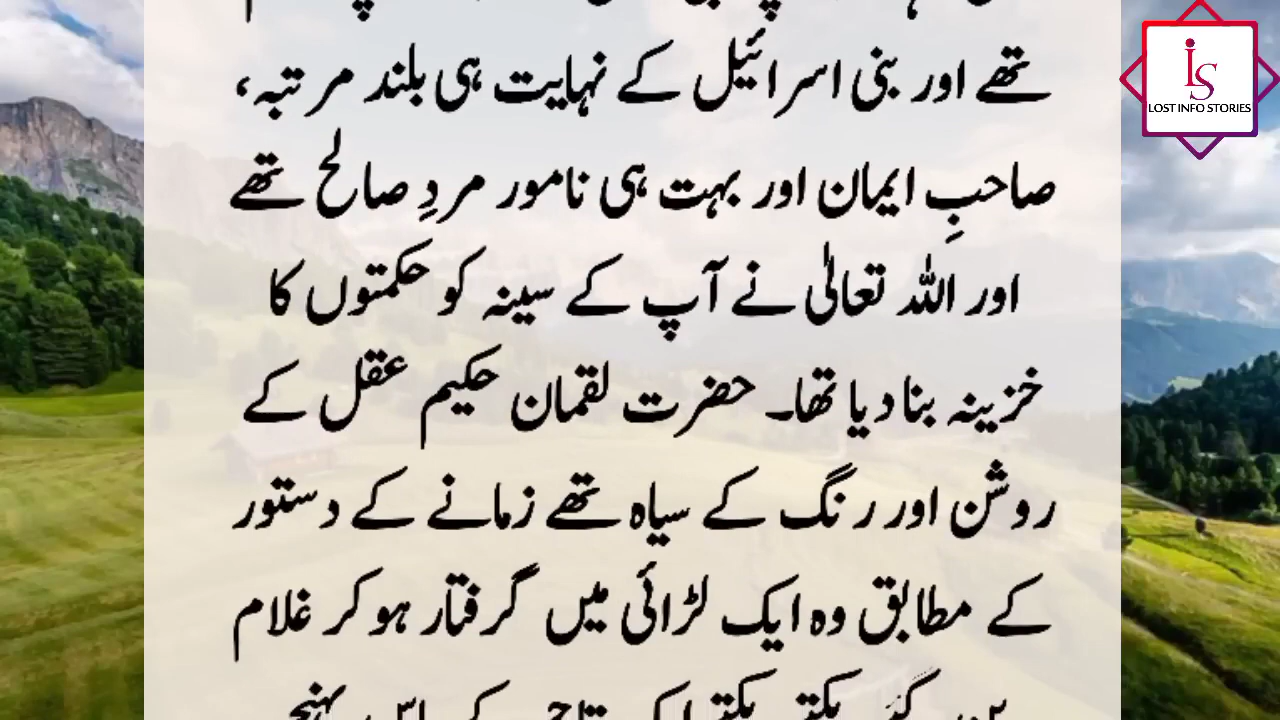 تھے اور بنی اسرائیل کے نہایت ہی بلند مرتبہ،
صاحبِ ایمان اور بہت ہی نامور مردِ صالح تھے
اور اللہ تعالیٰ نے آپ کے سینہ کو حکمتوں کا
خزینہ بنا دیا تھا۔ حضرت لقمان حکیم عقل کے
روشن اور رنگ کے سیاہ تھے زمانے کے دستور
کے مطابق وہ ایک لڑائی میں گرفتار ہو کر غلام
IS
LOST INFO STORIES